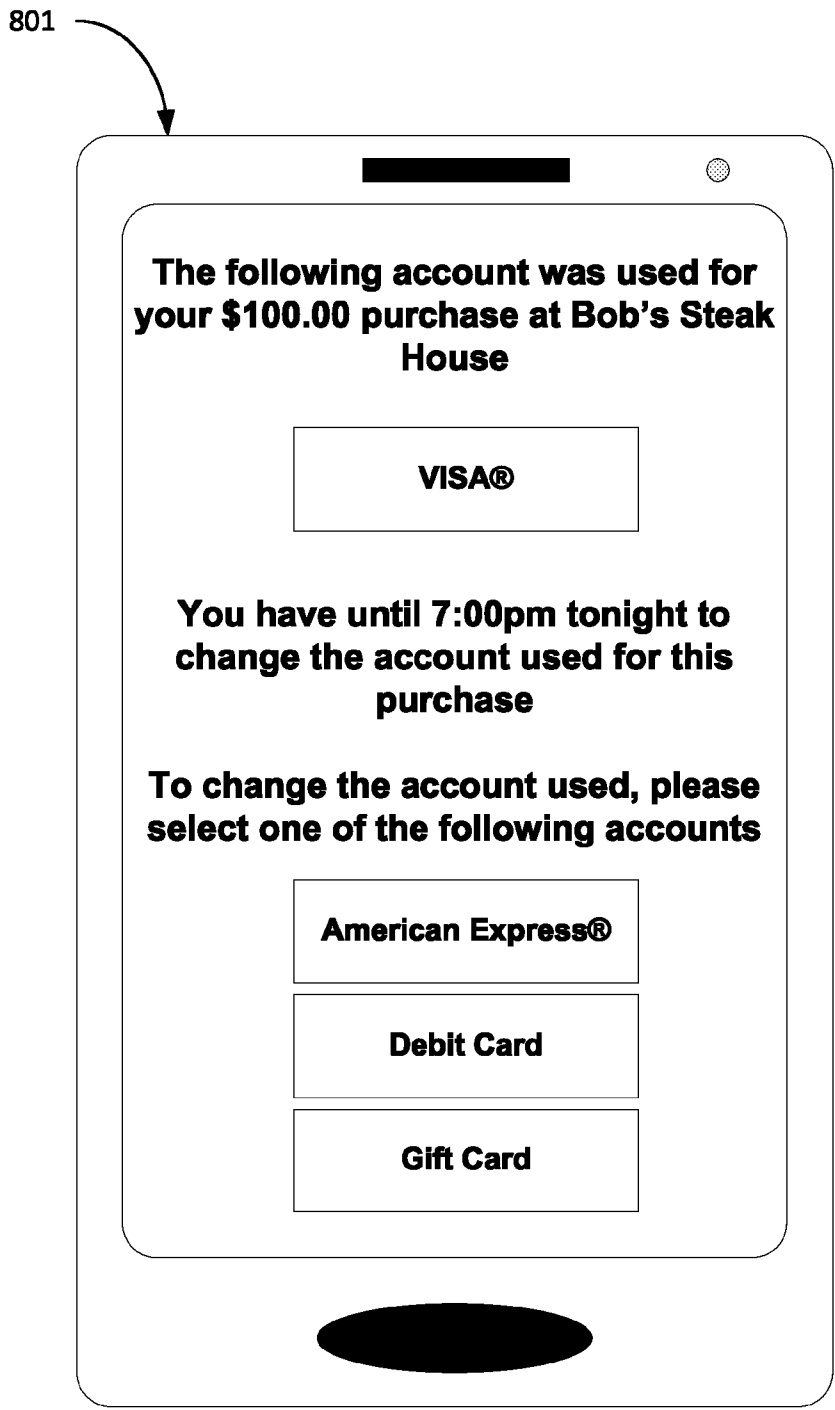 801
The following account was used for
your $100.00 purchase at Bob’s Steak
House
VISA®
You have until 7:00pm tonight to
change the account used for this
purchase
To change the account used, please
select one of the following accounts
American Express®
Debit Card
Gift Card